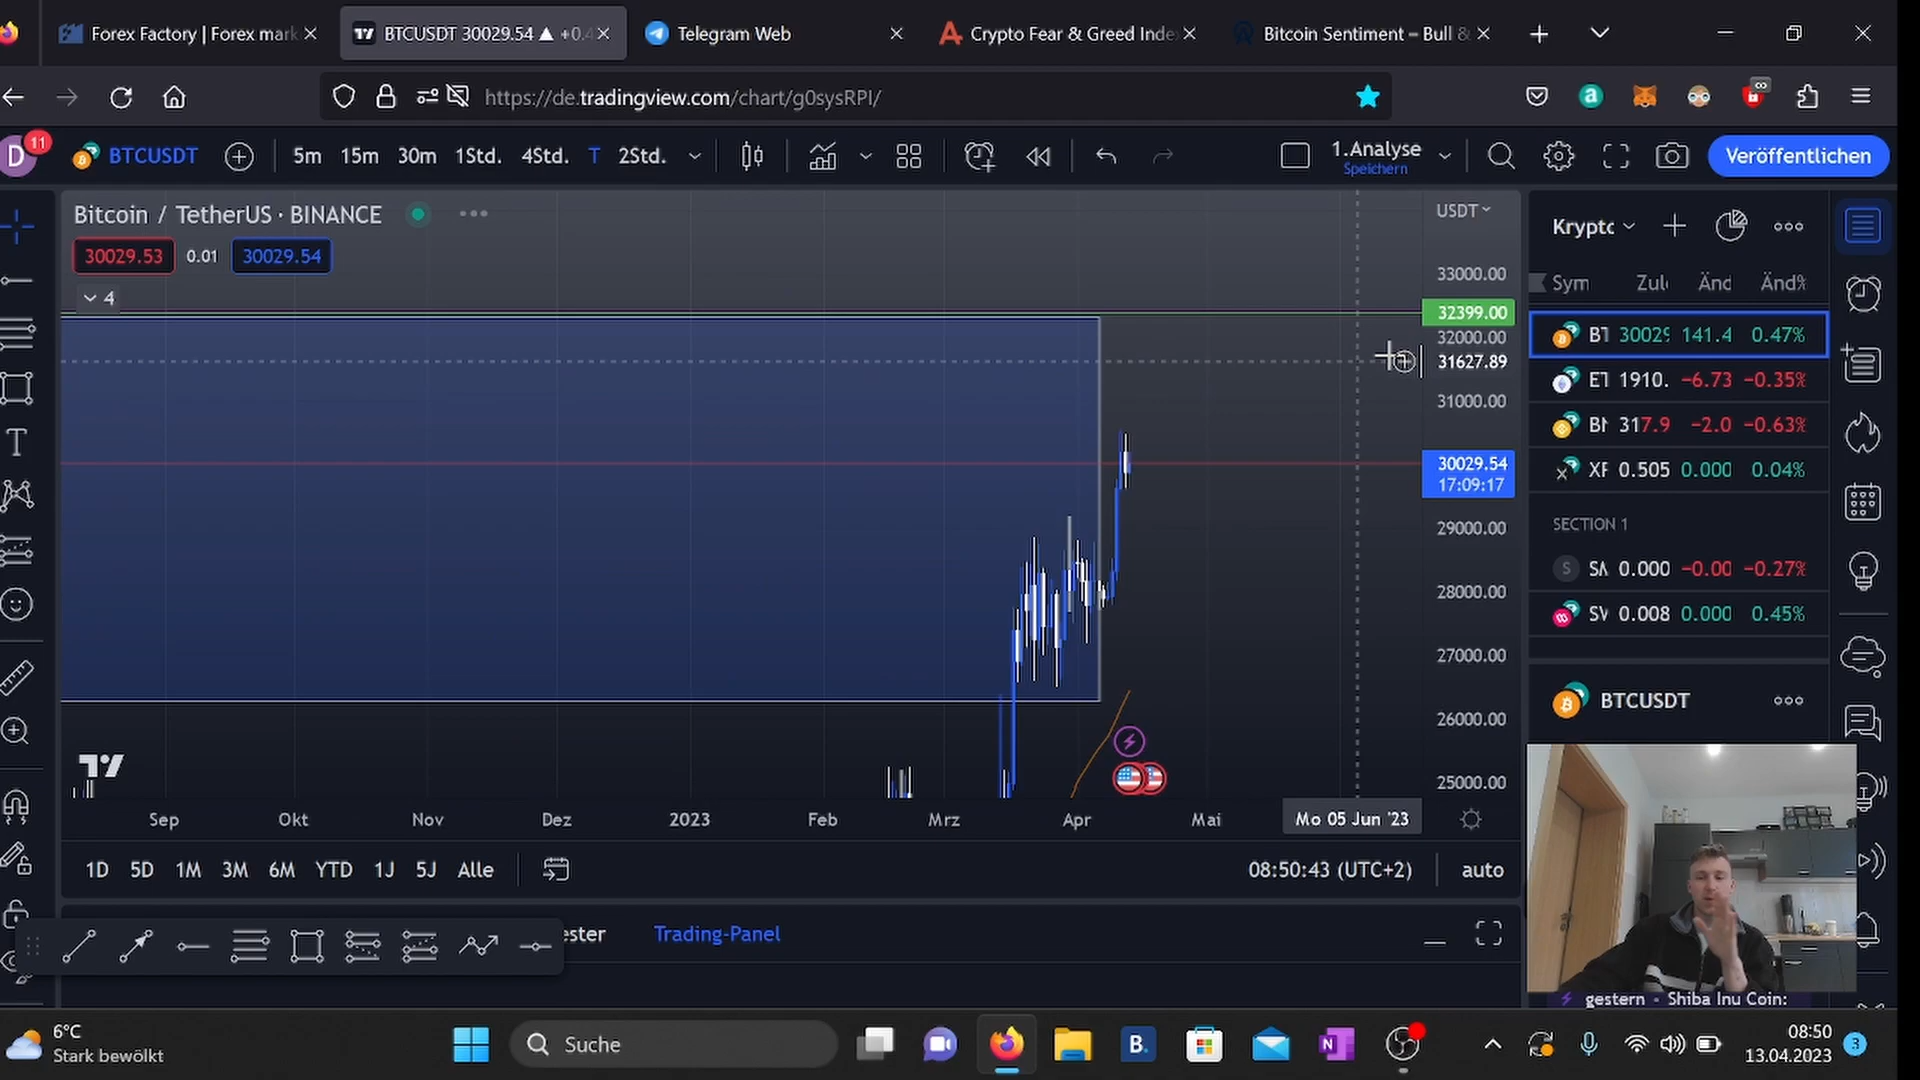 Forex Factory | Forex mark
BTCUSDT 30029.54 ▲ +0.4
Telegram Web
Crypto Fear & Greed Inde
Bitcoin Sentiment – Bull &
https://de.tradingview.com/chart/g0sysRPI/
D
11
BTCUSDT
5m
15m
30m
1Std.
4Std.
T
2Std.
1.Analyse
Speichern
Veröffentlichen
Bitcoin / TetherUS · BINANCE
30029.53
0.01
30029.54
4
USDT
33000.00
32399.00
32000.00
31627.89
31000.00
30029.54
17:09:17
29000.00
28000.00
27000.00
26000.00
25000.00
Sep
Okt
Nov
Dez
2023
Feb
Mrz
Apr
Mai
Mo 05 Jun '23
1D
5D
1M
3M
6M
YTD
1J
5J
Alle
08:50:43 (UTC+2)
auto
ester
Trading-Panel
Krypto
Sym
Zul
Änd
Änd%
BT 30029 141.4 0.47%
ET 1910. −6.73 −0.35%
BN 317.9 −2.0 −0.63%
XF 0.505 0.000 0.04%
SECTION 1
S SA 0.000 −0.00 −0.27%
SV 0.008 0.000 0.45%
BTCUSDT
gestern - Shiba Inu Coin:
6°C
Stark bewölkt
Suche
B.
N
08:50
13.04.2023
3